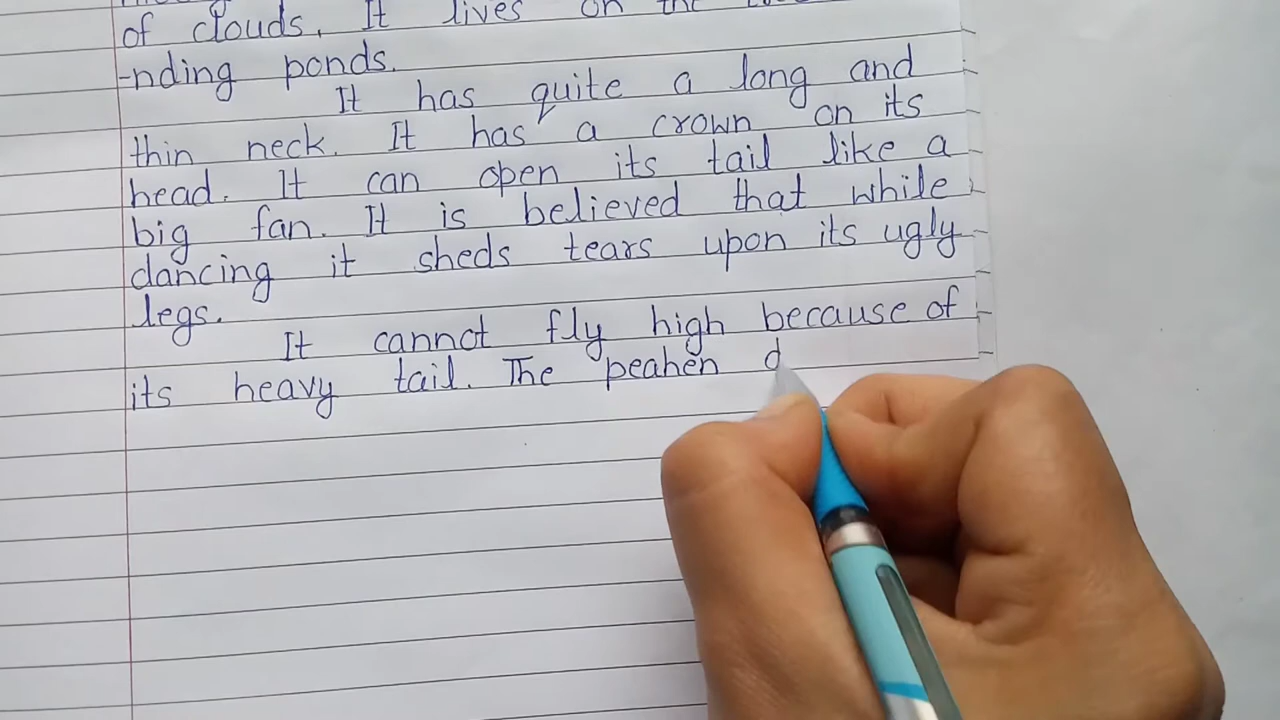 of clouds. It lives on the
-nding ponds.
It has quite a long and
thin neck. It has a crown on its
head. It can open its tail like a
big fan. It is believed that while
dancing it sheds tears upon its ugly
legs.
It cannot fly high because of
its heavy tail. The peahen d